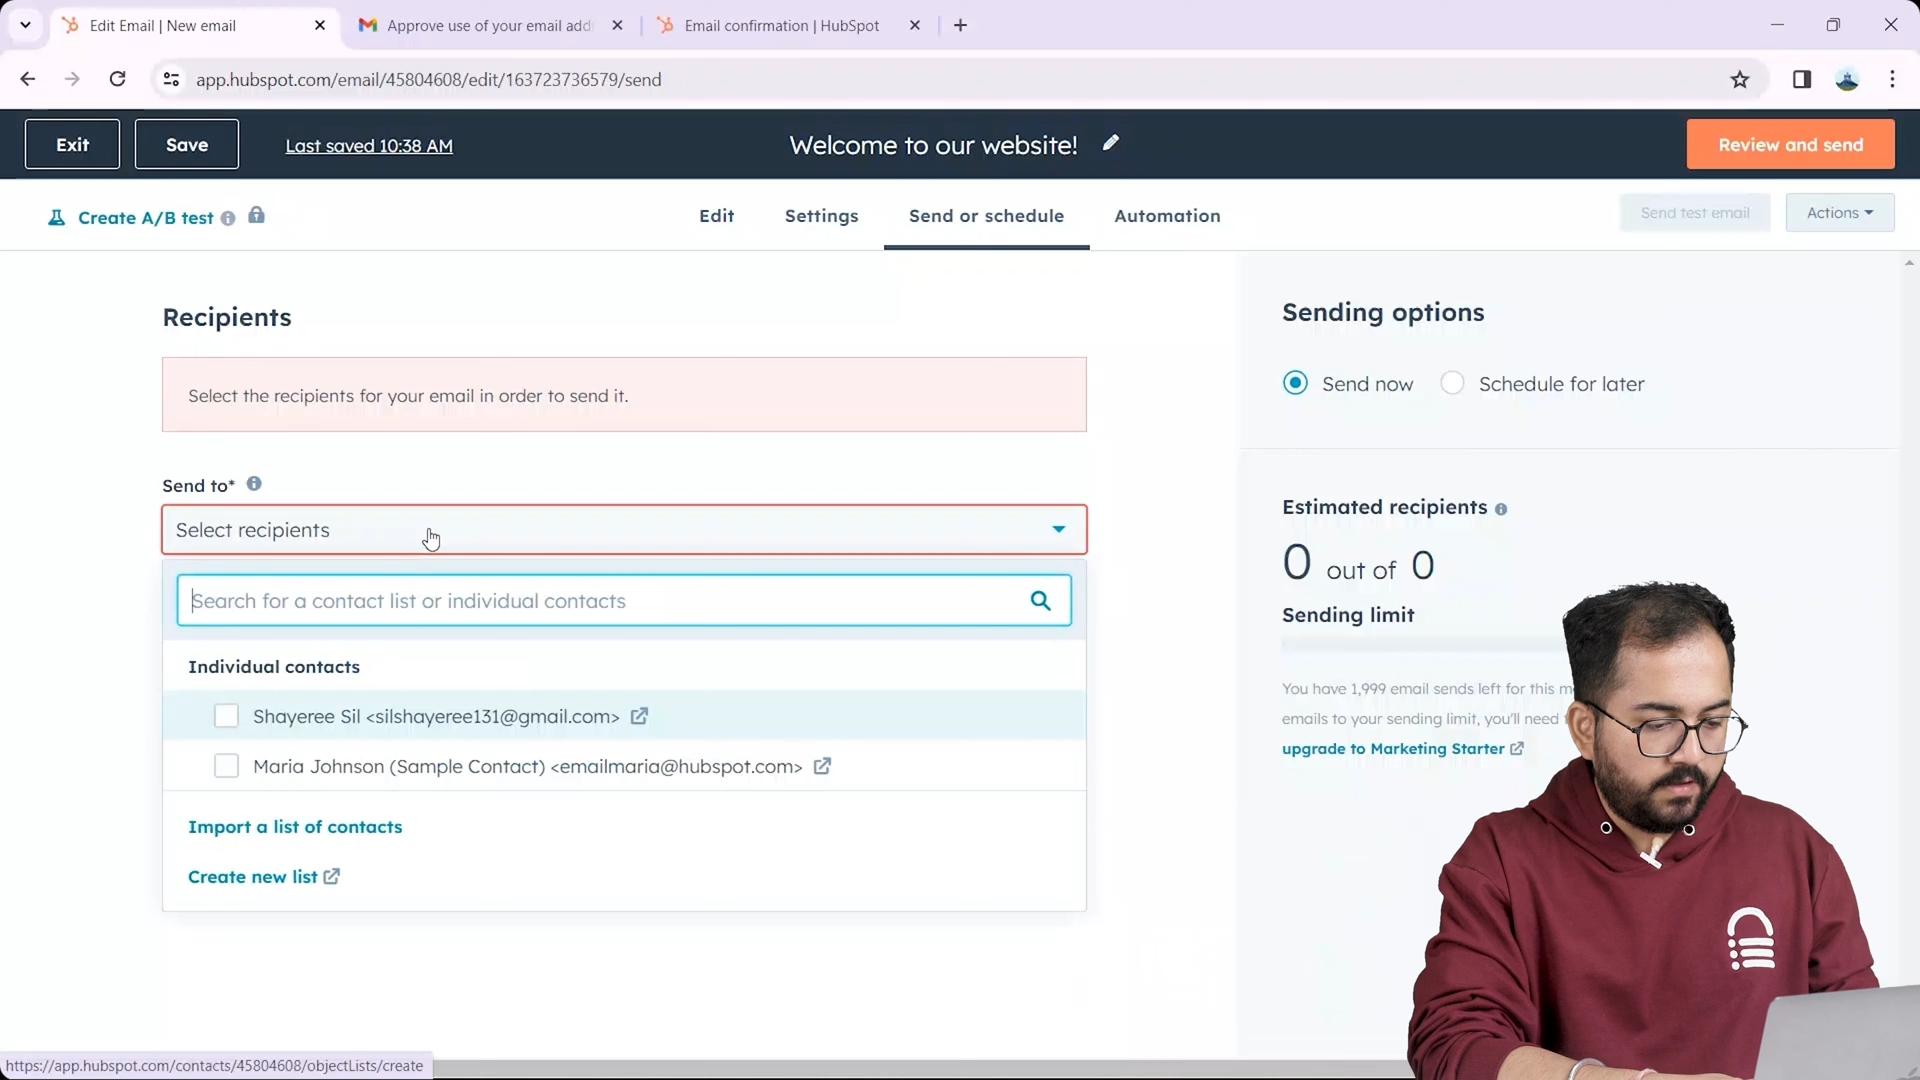 Edit Email | New email
Approve use of your email add
Email confirmation | HubSpot
app.hubspot.com/email/45804608/edit/163723736579/send
Exit
Save
Last saved 10:38 AM
Welcome to our website!
Review and send
Create A/B test
Edit
Settings
Send or schedule
Automation
Send test email
Actions
Recipients
Select the recipients for your email in order to send it.
Send to*
Select recipients
Search for a contact list or individual contacts
Individual contacts
Shayeree Sil <silshayeree131@gmail.com>
Maria Johnson (Sample Contact) <emailmaria@hubspot.com>
Import a list of contacts
Create new list
Sending options
Send now
Schedule for later
Estimated recipients
0 out of 0
Sending limit
You have 1,999 email sends left for this m
emails to your sending limit, you'll need
upgrade to Marketing Starter
https://app.hubspot.com/contacts/45804608/objectLists/create